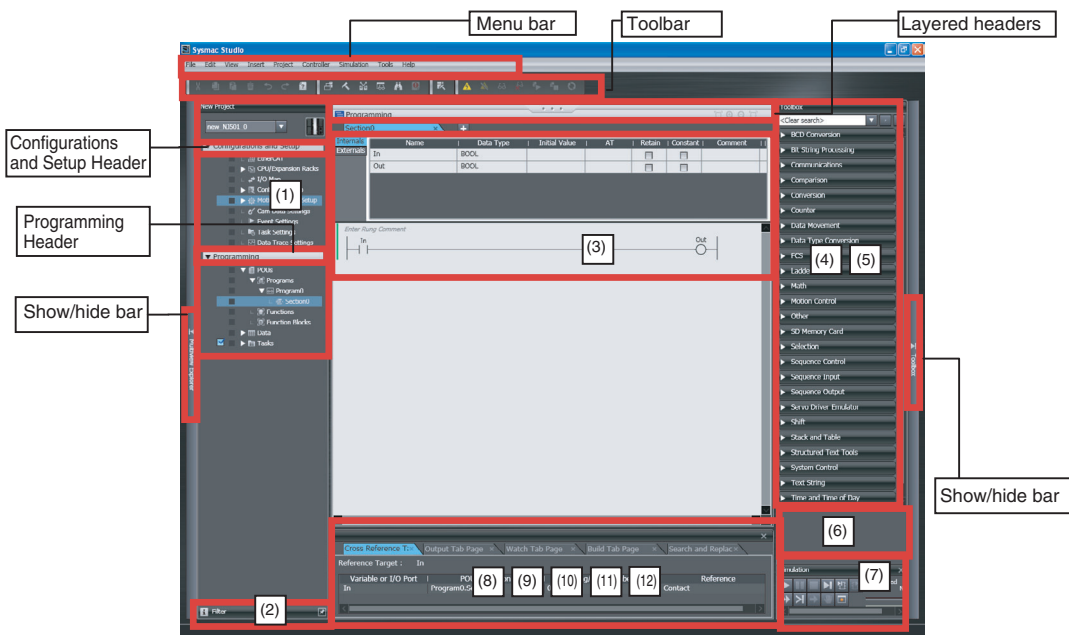 Menu bar
Toolbar
Layered headers
Sysmac Studio
File Edit View Insert Project Controller Simulation Tools Help
New Project
new_NJ501_0
Configurations and Setup Header
Configurations and Setup
EtherCAT
CPU/Expansion Racks
I/O Map
(1)
Cam Data Settings
Event Settings
Task Settings
Data Trace Settings
Programming Header
Programming
POUs
Programs
Program0
Section0
Functions
Function Blocks
Data
Tasks
Show/hide bar
Multiview Explorer
(2)
Filter
Programming
Section0
Internals
Externals
Name Data Type Initial Value AT Retain Constant Comment
In BOOL
Out BOOL
Enter Rung Comment
In
Out
(3)
Toolbox
<Clear search>
BCD Conversion
Bit String Processing
Communications
Comparison
Conversion
Counter
Data Movement
Data Type Conversion
FCS
(4) (5)
Ladder
Math
Motion Control
Other
SD Memory Card
Selection
Sequence Control
Sequence Input
Sequence Output
Servo Driver Emulator
Shift
Stack and Table
Structured Text Tools
System Control
Text String
Time and Time of Day
Toolbox
Show/hide bar
(6)
Simulation
(7)
Cross Reference T
Output Tab Page
Watch Tab Page
Build Tab Page
Search and Replac
Reference Target : In
Variable or I/O Port
Reference
(8) (9) (10) (11) (12)
In
Contact